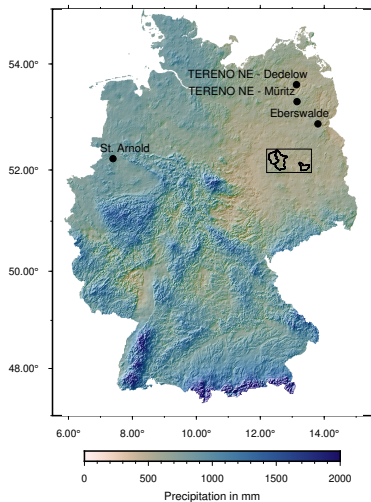 54.00°
TERENO NE - Dedelow
TERENO NE - Müritz
Eberswalde
St. Arnold
52.00°
50.00°
48.00°
6.00° 8.00° 10.00° 12.00° 14.00°
0 500 1000 1500 2000
Precipitation in mm